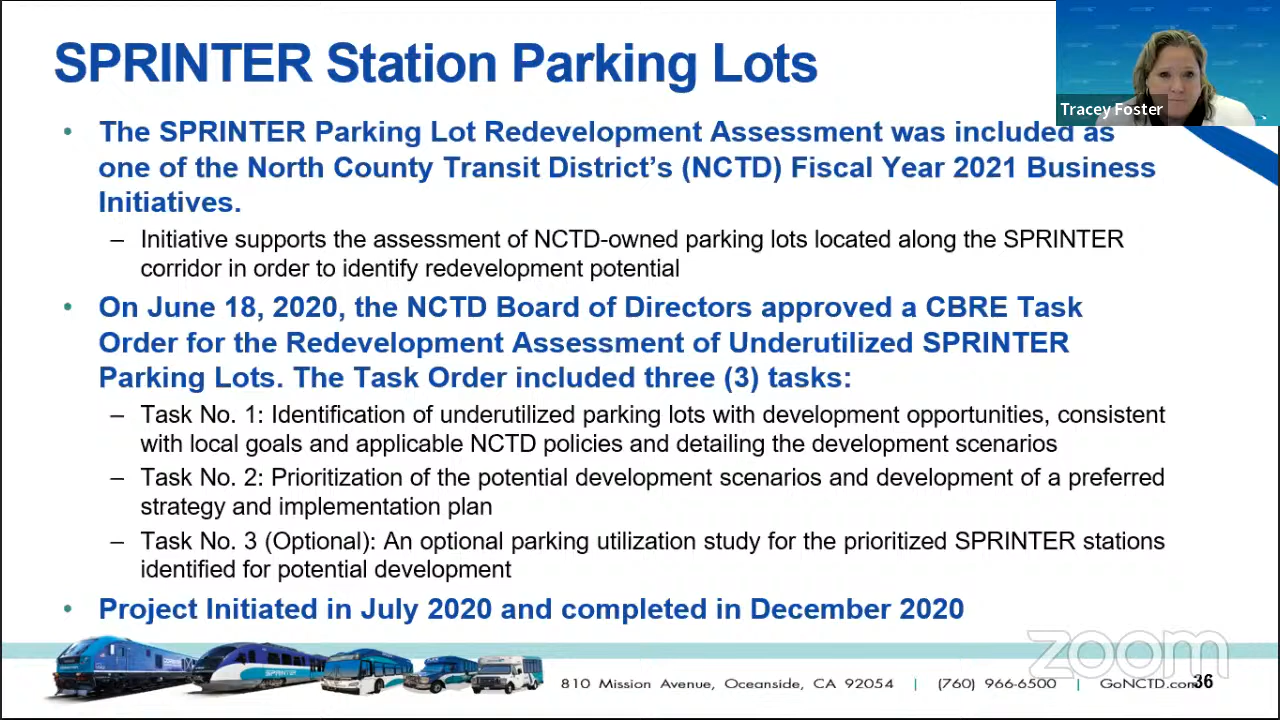 SPRINTER Station Parking Lots
Tracey Foster
• The SPRINTER Parking Lot Redevelopment Assessment was included as
one of the North County Transit District's (NCTD) Fiscal Year 2021 Business
Initiatives.
– Initiative supports the assessment of NCTD-owned parking lots located along the SPRINTER
corridor in order to identify redevelopment potential
• On June 18, 2020, the NCTD Board of Directors approved a CBRE Task
Order for the Redevelopment Assessment of Underutilized SPRINTER
Parking Lots. The Task Order included three (3) tasks:
– Task No. 1: Identification of underutilized parking lots with development opportunities, consistent
with local goals and applicable NCTD policies and detailing the development scenarios
– Task No. 2: Prioritization of the potential development scenarios and development of a preferred
strategy and implementation plan
– Task No. 3 (Optional): An optional parking utilization study for the prioritized SPRINTER stations
identified for potential development
• Project Initiated in July 2020 and completed in December 2020
zoom
SPRINTER
810 Mission Avenue, Oceanside, CA 92054 | (760) 966-6500 | GoNCTD.com
36